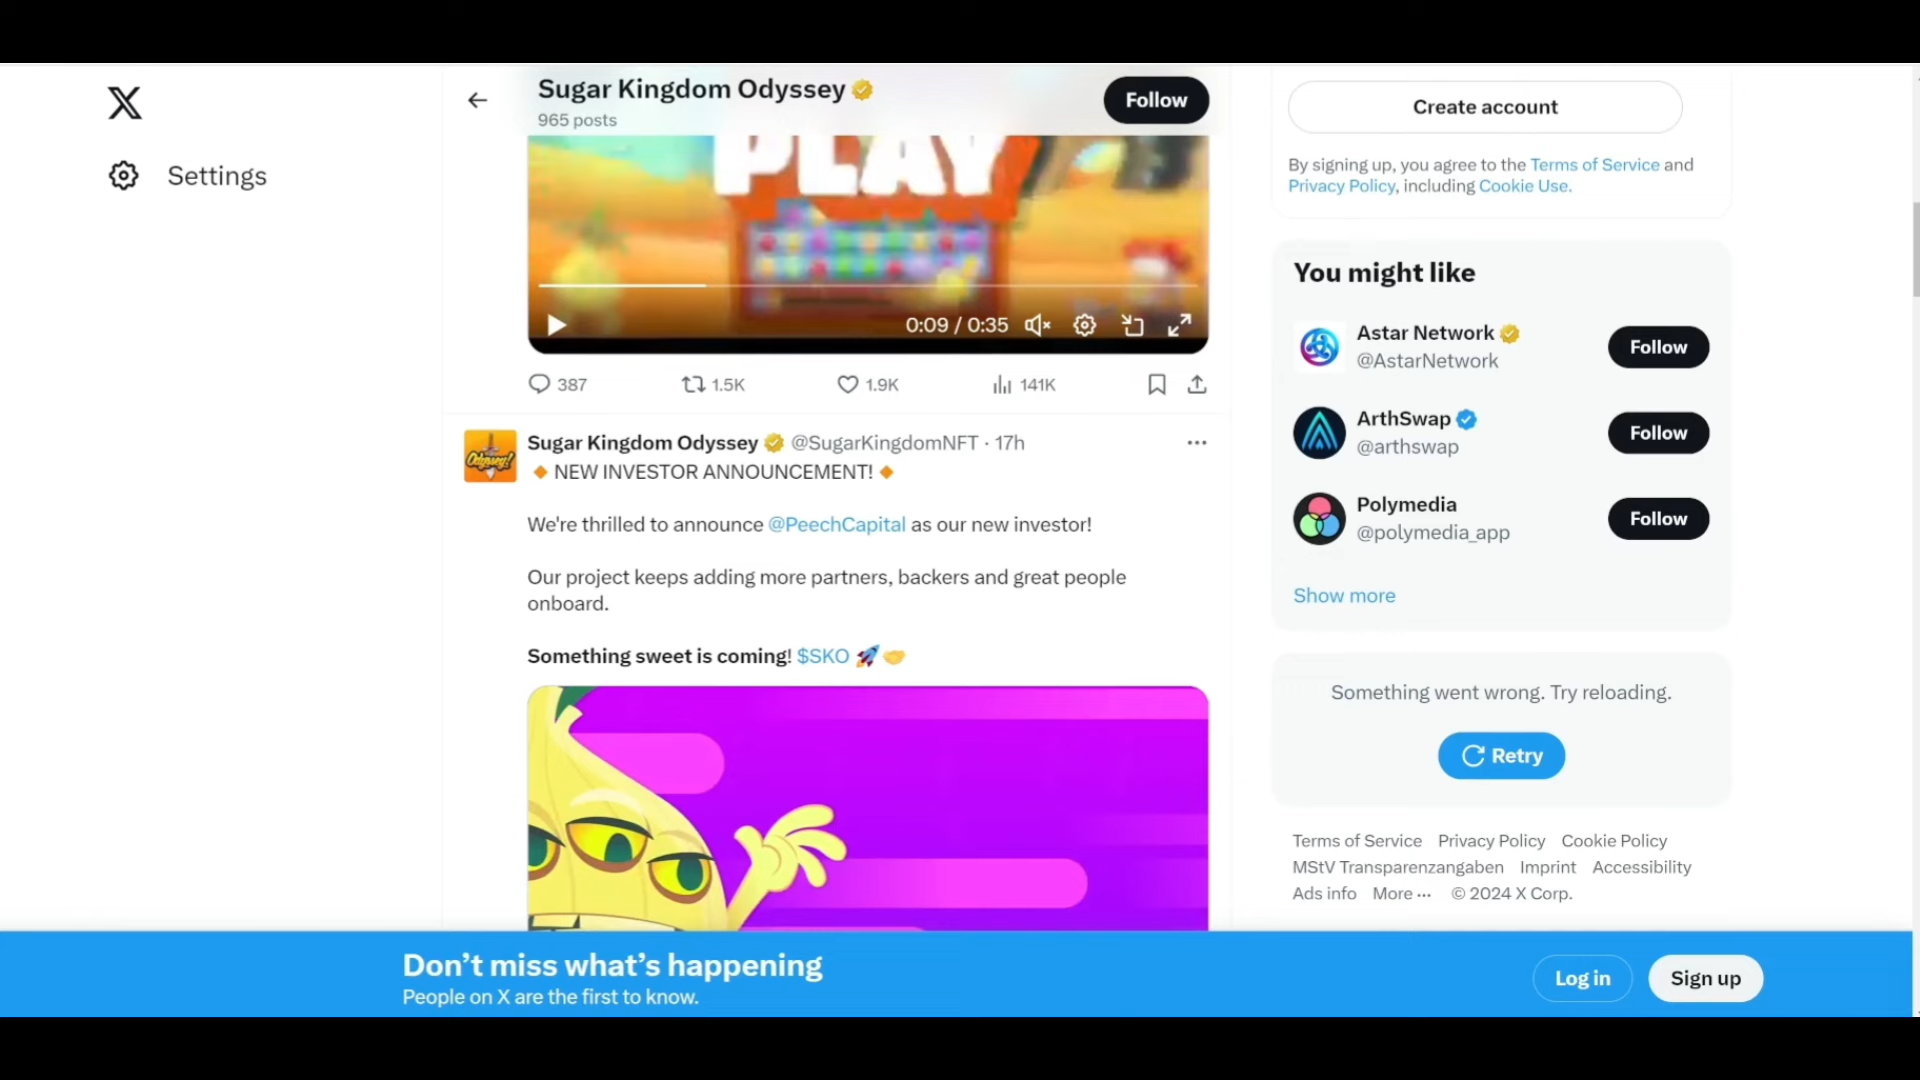 Settings
Sugar Kingdom Odyssey
965 posts
Follow
PLAY
0:09 / 0:35
387
1.5K
1.9K
141K
Odyssey!
Sugar Kingdom Odyssey @SugarKingdomNFT · 17h
🔸 NEW INVESTOR ANNOUNCEMENT! 🔸
We're thrilled to announce @PeechCapital as our new investor!
Our project keeps adding more partners, backers and great people
onboard.
Something sweet is coming! $SKO 🚀🤝
Create account
By signing up, you agree to the Terms of Service and
Privacy Policy, including Cookie Use.
You might like
Astar Network
@AstarNetwork
Follow
ArthSwap
@arthswap
Follow
Polymedia
@polymedia_app
Follow
Show more
Something went wrong. Try reloading.
Retry
Terms of Service Privacy Policy Cookie Policy
MStV Transparenzangaben Imprint Accessibility
Ads info More ··· © 2024 X Corp.
Don’t miss what’s happening
People on X are the first to know.
Log in
Sign up